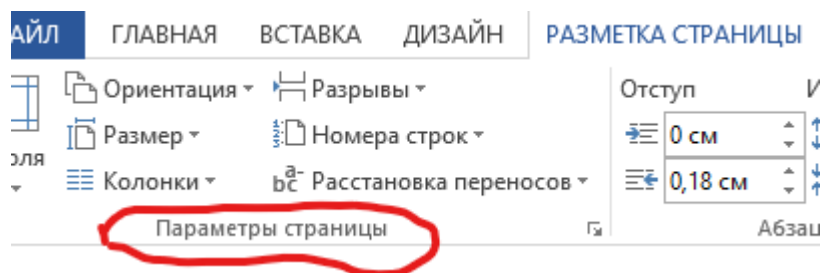 АЙЛ ГЛАВНАЯ ВСТАВКА ДИЗАЙН РАЗМЕТКА СТРАНИЦЫ
Ориентация Разрывы Отступ И
Размер Номера строк 0 см
оля
Колонки Расстановка переносов 0,18 см
Параметры страницы Абзац